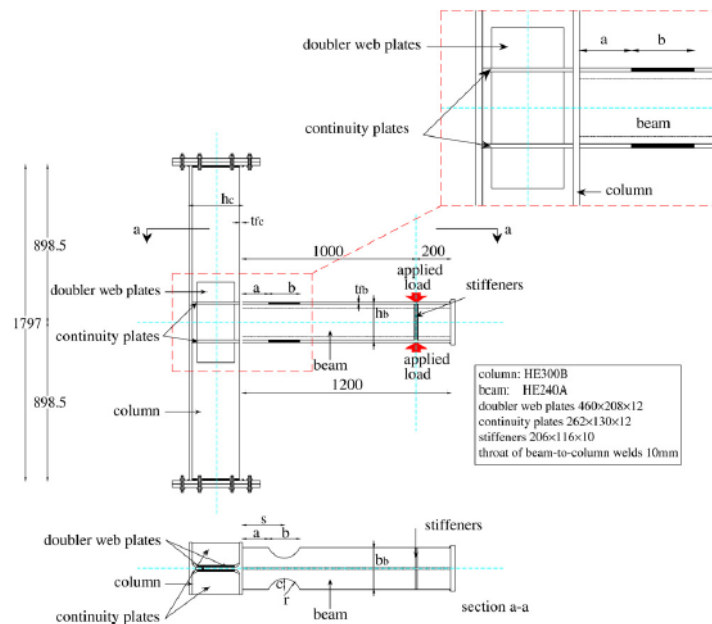 doubler web plates
a
b
continuity plates
beam
column
hc
tfc
a
a
898.5
1797
898.5
1000
200
applied
load
stiffeners
doubler web plates
a
b
tfb
hb
continuity plates
beam
applied
load
1200
column
column: HE300B
beam: HE240A
doubler web plates 460×208×12
continuity plates 262×130×12
stiffeners 206×116×10
throat of beam-to-column welds 10mm
s
a
b
stiffeners
doubler web plates
column
bb
c
r
continuity plates
beam
section a-a